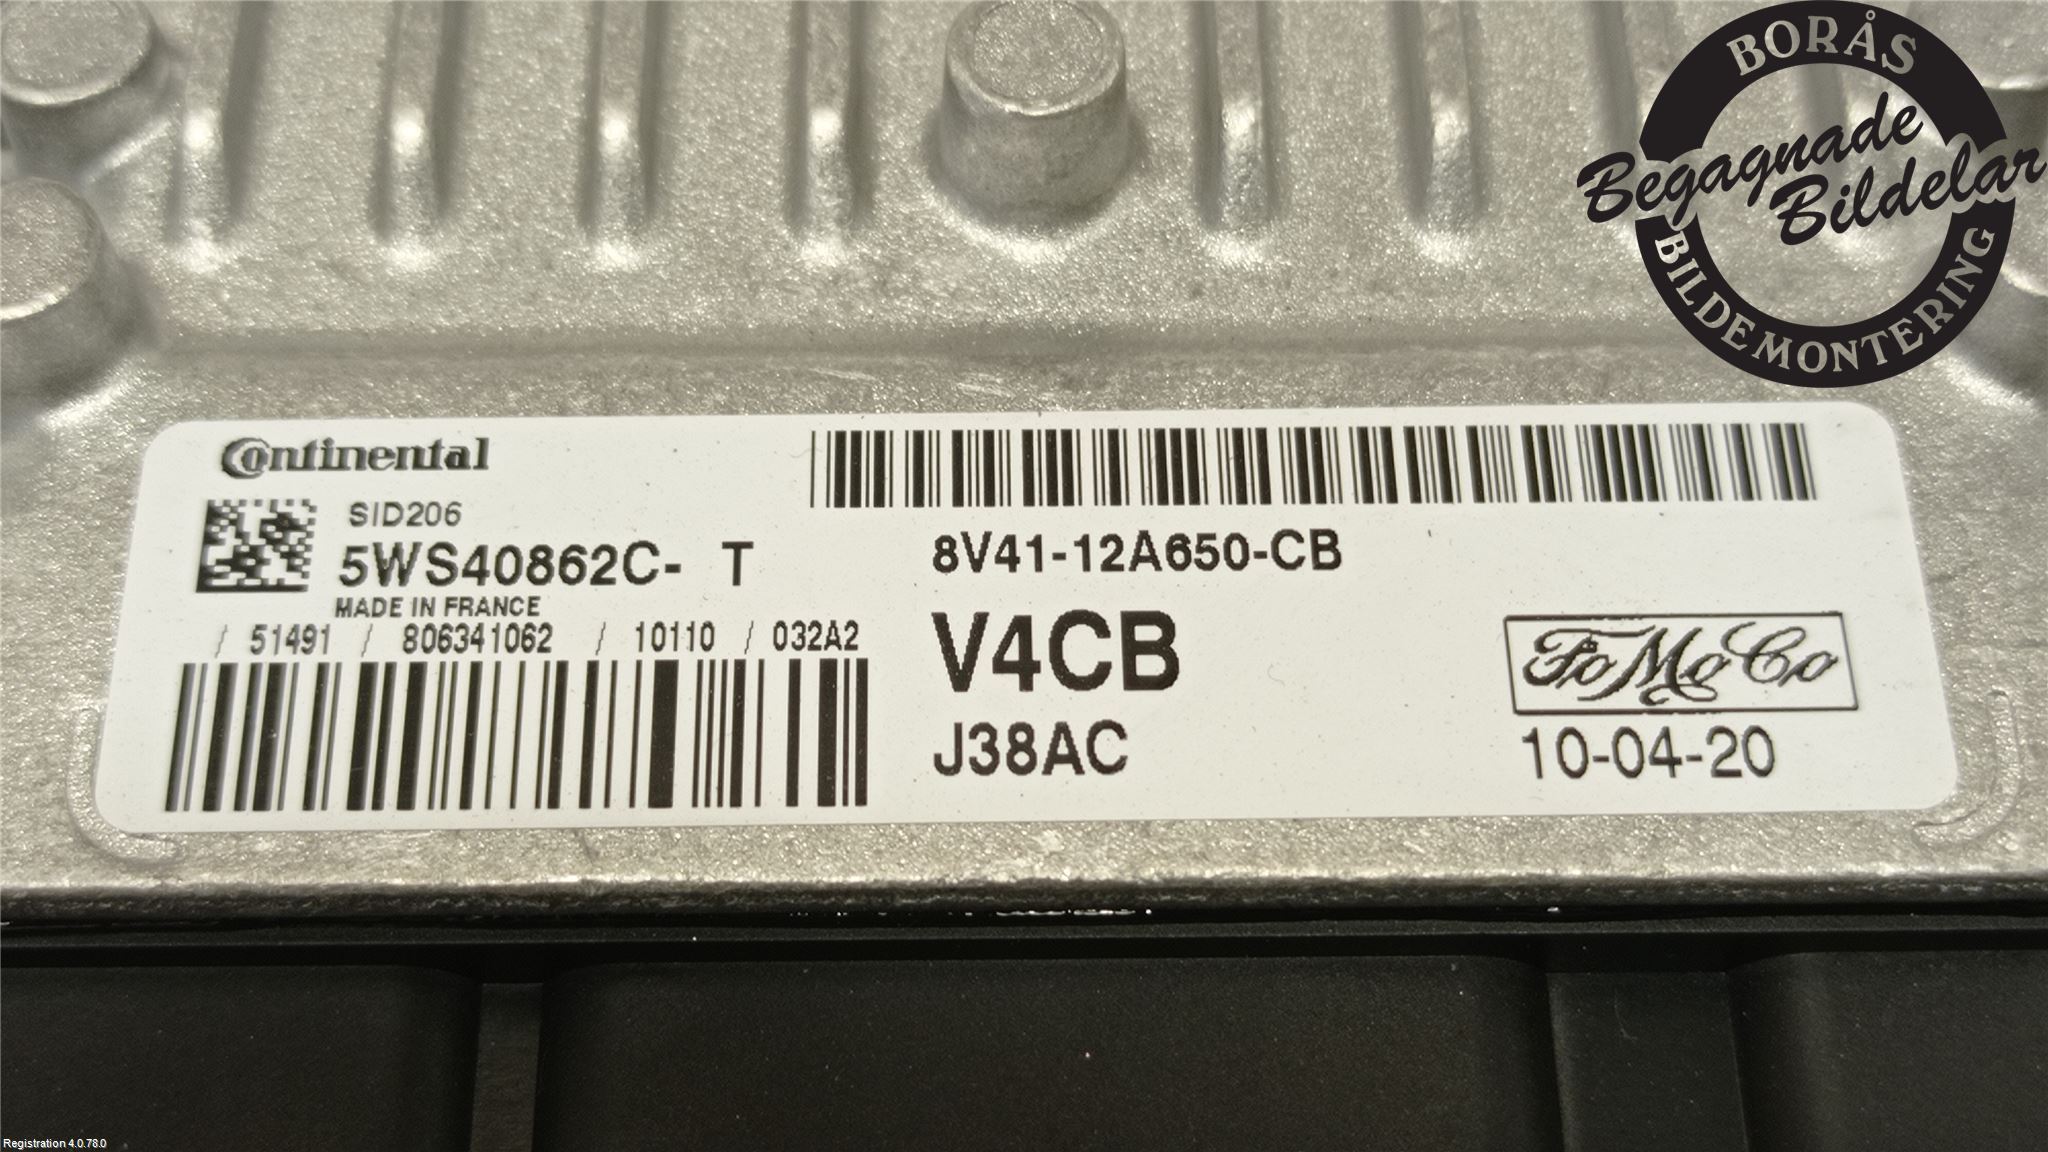 BORÅS
Begagnade
Bildelar
BILDEMONTERING
Continental
SID206
5WS40862C- T
MADE IN FRANCE
/ 51491 / 806341062 / 10110 / 032A2
8V41-12A650-CB
V4CB
J38AC
FoMoCo
10-04-20
Registration 4.0.78.0